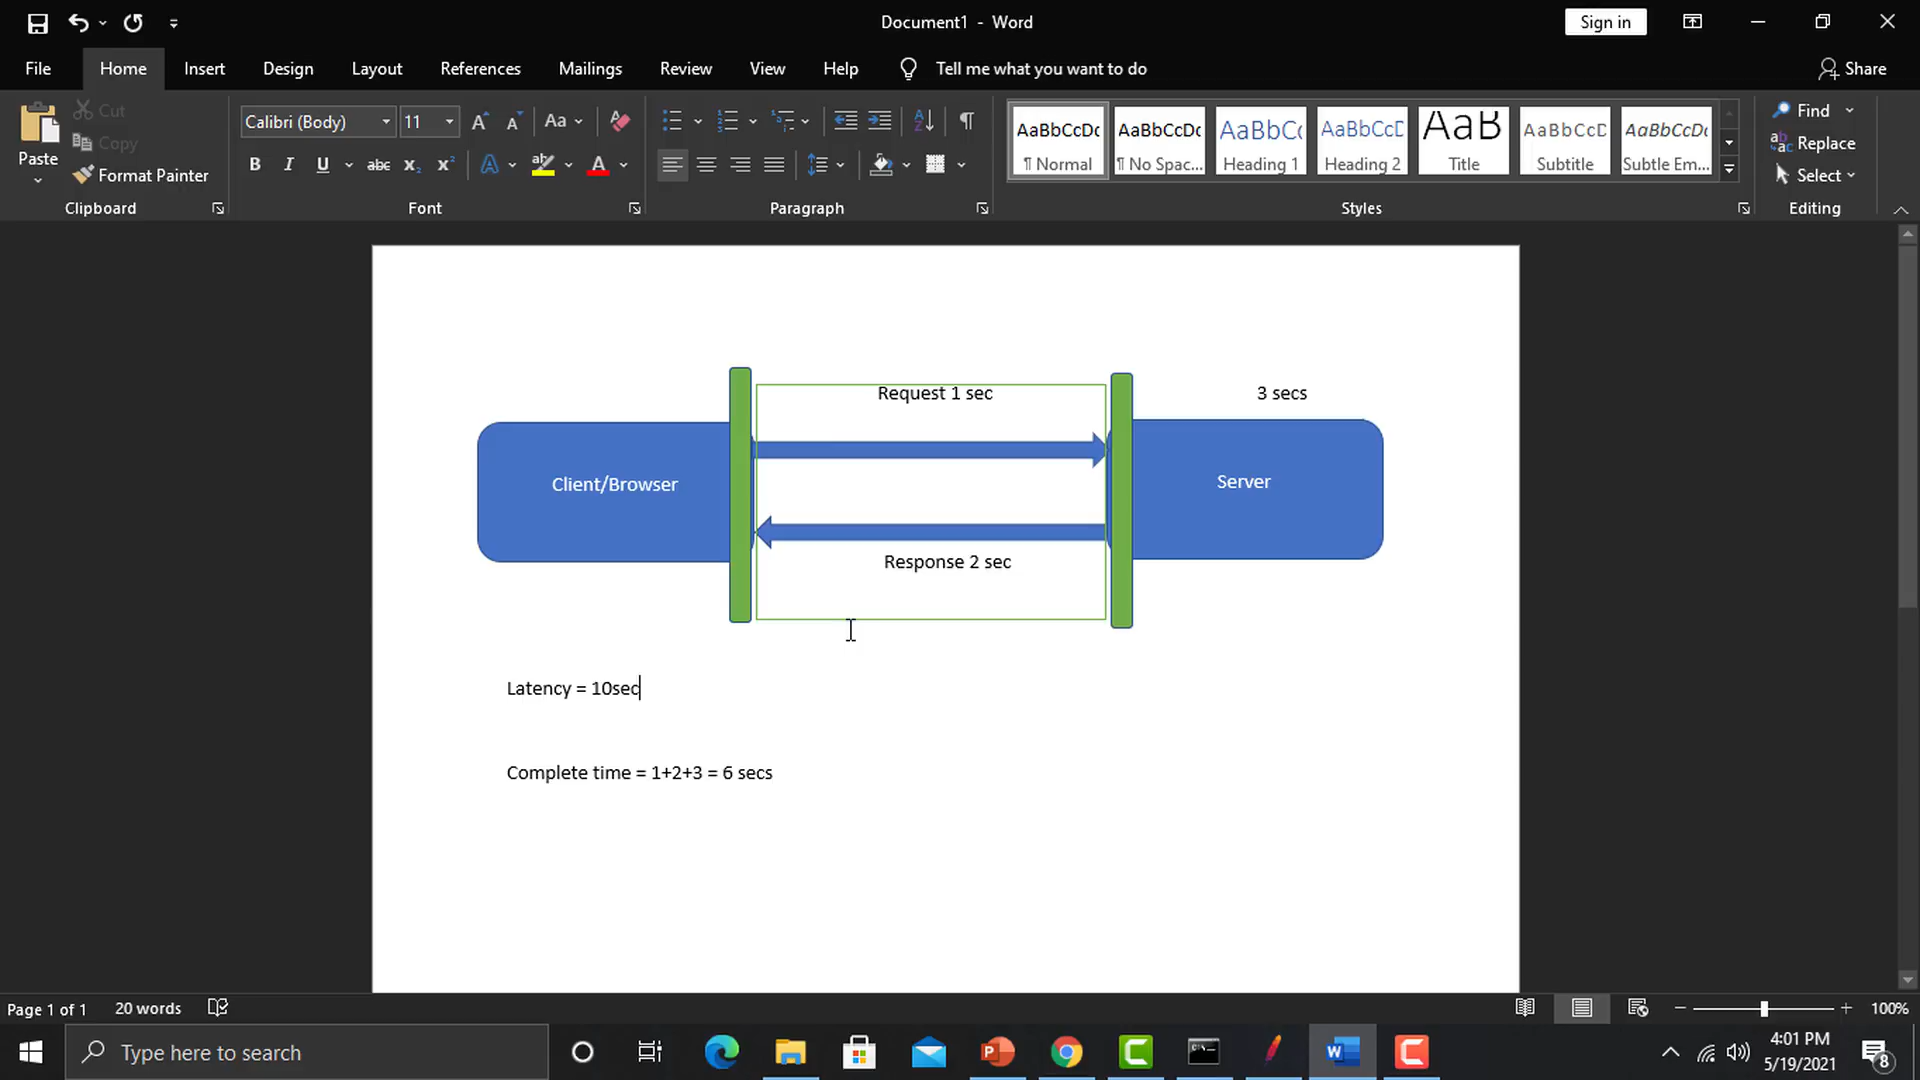 Document1 - Word
Sign in
File Home Insert Design Layout References Mailings Review View Help Tell me what you want to do Share
Paste
Cut
Copy
Format Painter
Clipboard
Calibri (Body) 11
Font
Paragraph
AaBbCcDc AaBbCcDc AaBbCc AaBbCcD AaB AaBbCcD AaBbCcDc
¶ Normal ¶ No Spac... Heading 1 Heading 2 Title Subtitle Subtle Em...
Styles
Find
Replace
Select
Editing
Request 1 sec
3 secs
Client/Browser
Server
Response 2 sec
Latency = 10sec
Complete time = 1+2+3 = 6 secs
Page 1 of 1 20 words 100%
Type here to search
4:01 PM
5/19/2021
8